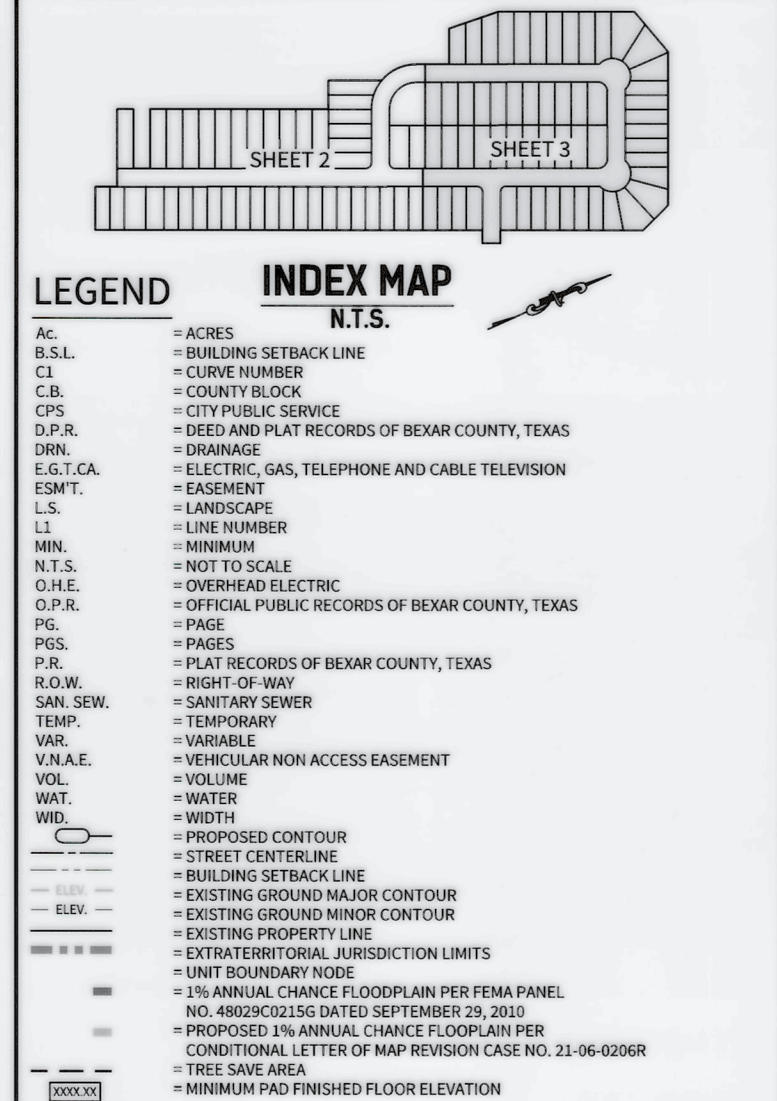 SHEET 2
SHEET 3
LEGEND
INDEX MAP
N.T.S.
Ac. = ACRES
B.S.L. = BUILDING SETBACK LINE
C1 = CURVE NUMBER
C.B. = COUNTY BLOCK
CPS = CITY PUBLIC SERVICE
D.P.R. = DEED AND PLAT RECORDS OF BEXAR COUNTY, TEXAS
DRN. = DRAINAGE
E.G.T.CA. = ELECTRIC, GAS, TELEPHONE AND CABLE TELEVISION
ESM'T. = EASEMENT
L.S. = LANDSCAPE
L1 = LINE NUMBER
MIN. = MINIMUM
N.T.S. = NOT TO SCALE
O.H.E. = OVERHEAD ELECTRIC
O.P.R. = OFFICIAL PUBLIC RECORDS OF BEXAR COUNTY, TEXAS
PG. = PAGE
PGS. = PAGES
P.R. = PLAT RECORDS OF BEXAR COUNTY, TEXAS
R.O.W. = RIGHT-OF-WAY
SAN. SEW. = SANITARY SEWER
TEMP. = TEMPORARY
VAR. = VARIABLE
V.N.A.E. = VEHICULAR NON ACCESS EASEMENT
VOL. = VOLUME
WAT. = WATER
WID. = WIDTH
= PROPOSED CONTOUR
= STREET CENTERLINE
= BUILDING SETBACK LINE
ELEV. = EXISTING GROUND MAJOR CONTOUR
ELEV. = EXISTING GROUND MINOR CONTOUR
= EXISTING PROPERTY LINE
= EXTRATERRITORIAL JURISDICTION LIMITS
= UNIT BOUNDARY NODE
= 1% ANNUAL CHANCE FLOODPLAIN PER FEMA PANEL
NO. 48029C0215G DATED SEPTEMBER 29, 2010
= PROPOSED 1% ANNUAL CHANCE FLOOPLAIN PER
CONDITIONAL LETTER OF MAP REVISION CASE NO. 21-06-0206R
= TREE SAVE AREA
XXXX.XX = MINIMUM PAD FINISHED FLOOR ELEVATION